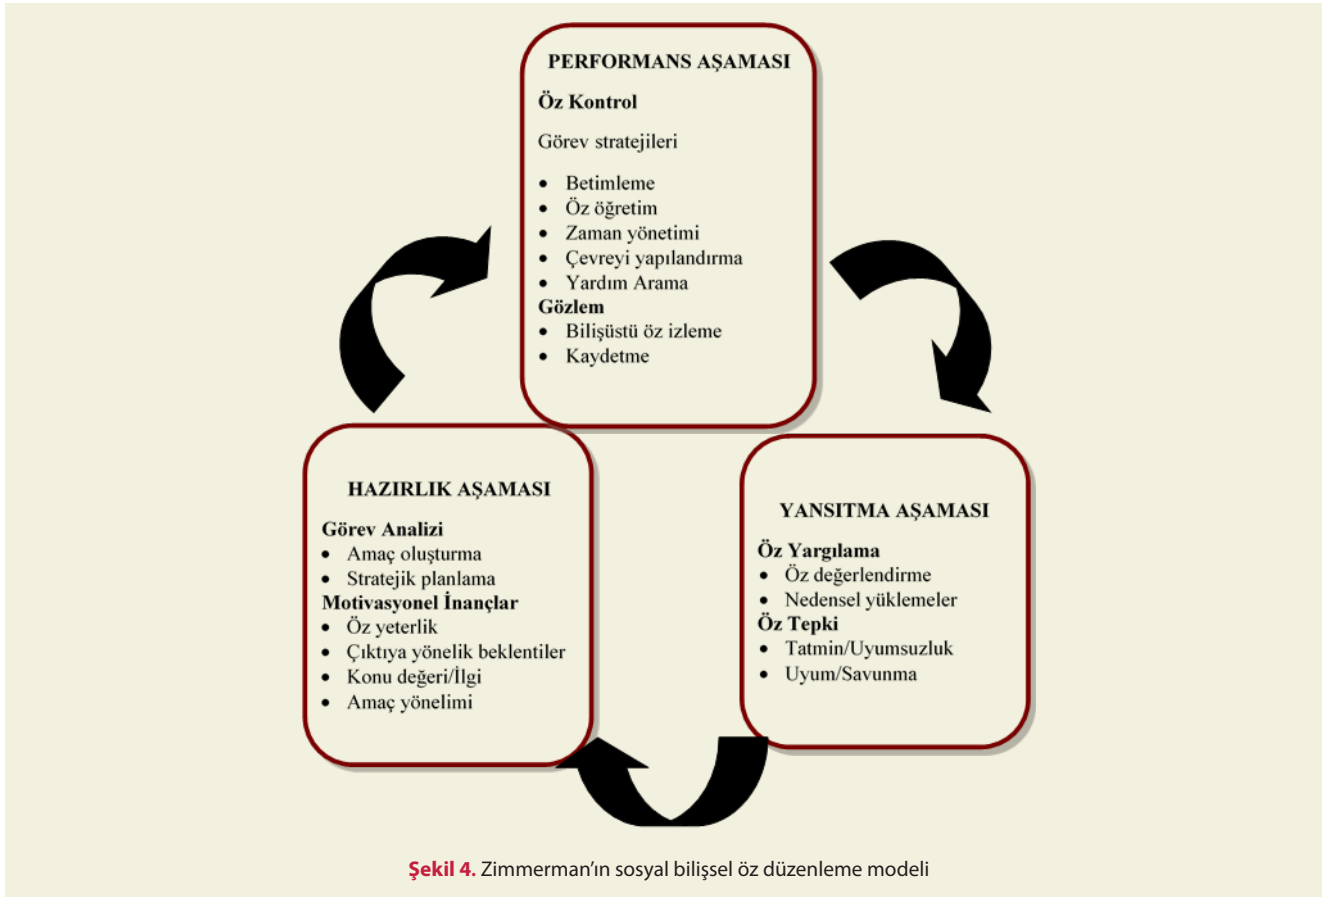 PERFORMANS AŞAMASI
Öz Kontrol
Görev stratejileri
• Betimleme
• Öz öğretim
• Zaman yönetimi
• Çevreyi yapılandırma
• Yardım Arama
Gözlem
• Bilişüstü öz izleme
• Kaydetme
HAZIRLIK AŞAMASI
Görev Analizi
• Amaç oluşturma
• Stratejik planlama
Motivasyonel İnançlar
• Öz yeterlik
• Çıktıya yönelik beklentiler
• Konu değeri/İlgi
• Amaç yönelimi
YANSITMA AŞAMASI
Öz Yargılama
• Öz değerlendirme
• Nedensel yüklemeler
Öz Tepki
• Tatmin/Uyumsuzluk
• Uyum/Savunma
Şekil 4. Zimmerman’ın sosyal bilişsel öz düzenleme modeli